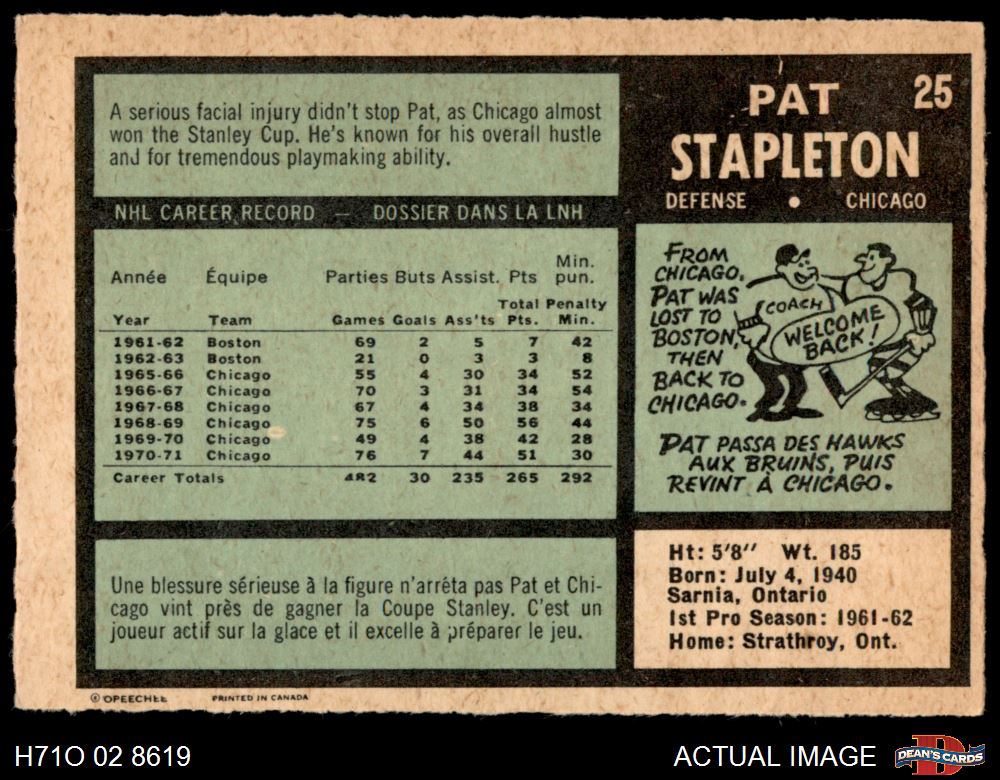 A serious facial injury didn't stop Pat, as Chicago almost
won the Stanley Cup. He's known for his overall hustle
and for tremendous playmaking ability.
NHL CAREER RECORD — DOSSIER DANS LA LNH
Année Équipe Parties Buts Assist. Pts Min. pun.
Year Team Games Goals Ass'ts Total Pts. Penalty Min.
1961-62 Boston 69 2 5 7 42
1962-63 Boston 21 0 3 3 8
1965-66 Chicago 55 4 30 34 52
1966-67 Chicago 70 3 31 34 54
1967-68 Chicago 67 4 34 38 34
1968-69 Chicago 75 6 50 56 44
1969-70 Chicago 49 4 38 42 28
1970-71 Chicago 76 7 44 51 30
Career Totals 482 30 235 265 292
Une blessure sérieuse à la figure n'arréta pas Pat et Chi-
cago vint près de gagner la Coupe Stanley. C'est un
joueur actif sur la glace et il excelle à préparer le jeu.
© OPEECHEE PRINTED IN CANADA
25
PAT
STAPLETON
DEFENSE • CHICAGO
FROM
CHICAGO,
PAT WAS
LOST TO
BOSTON,
THEN
BACK TO
CHICAGO.
COACH
WELCOME
BACK!
PAT PASSA DES HAWKS
AUX BRUINS, PUIS
REVINT À CHICAGO.
Ht: 5'8" Wt. 185
Born: July 4, 1940
Sarnia, Ontario
1st Pro Season: 1961-62
Home: Strathroy, Ont.
H71O 02 8619
ACTUAL IMAGE
DEAN'S CARDS